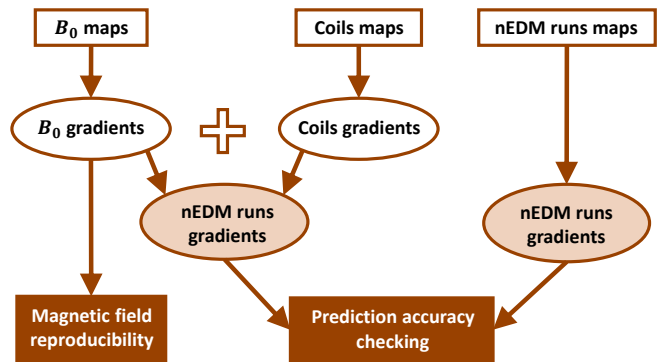 B₀ maps
Coils maps
nEDM runs maps
B₀ gradients
Coils gradients
nEDM runs
gradients
nEDM runs
gradients
Magnetic field
reproducibility
Prediction accuracy
checking